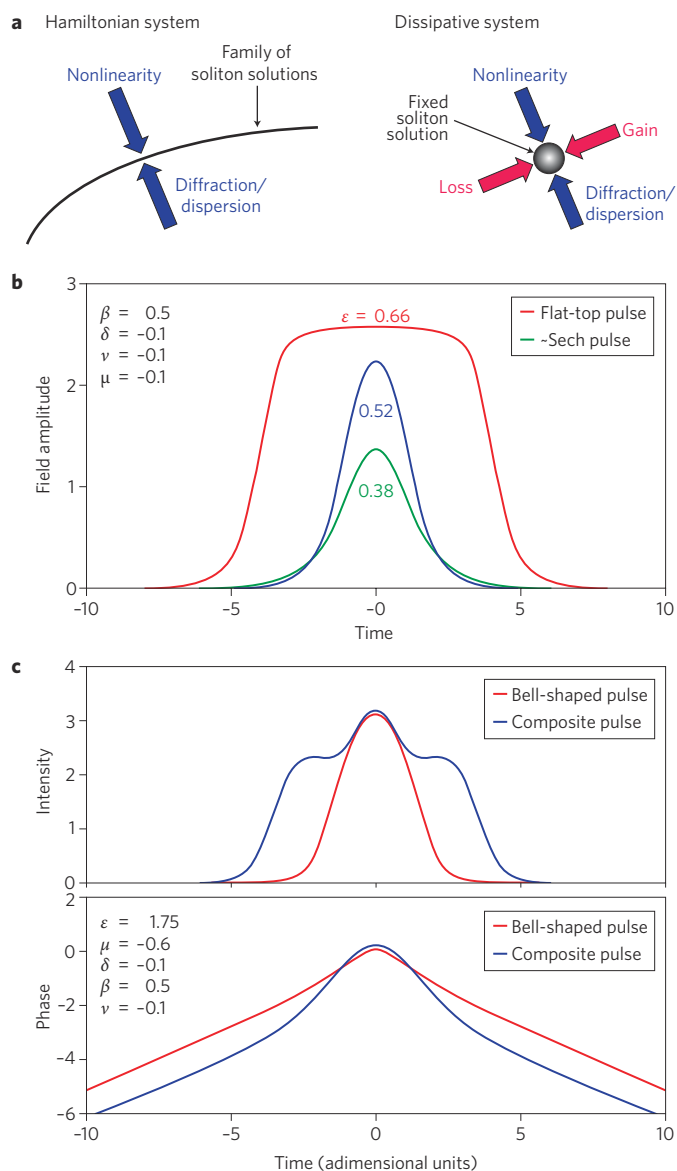 a
Hamiltonian system
Dissipative system
Family of
soliton solutions
Nonlinearity
Diffraction/
dispersion
Nonlinearity
Fixed
soliton
solution
Gain
Loss
Diffraction/
dispersion
b
3
2
1
0
Field amplitude
β = 0.5
δ = –0.1
ν = –0.1
μ = –0.1
ε = 0.66
0.52
0.38
Flat-top pulse
~Sech pulse
–10
–5
–0
5
10
Time
c
4
3
2
1
0
Intensity
Bell-shaped pulse
Composite pulse
2
0
–2
–4
–6
Phase
ε = 1.75
μ = –0.6
δ = –0.1
β = 0.5
ν = –0.1
Bell-shaped pulse
Composite pulse
–10
–5
0
5
10
Time (adimensional units)